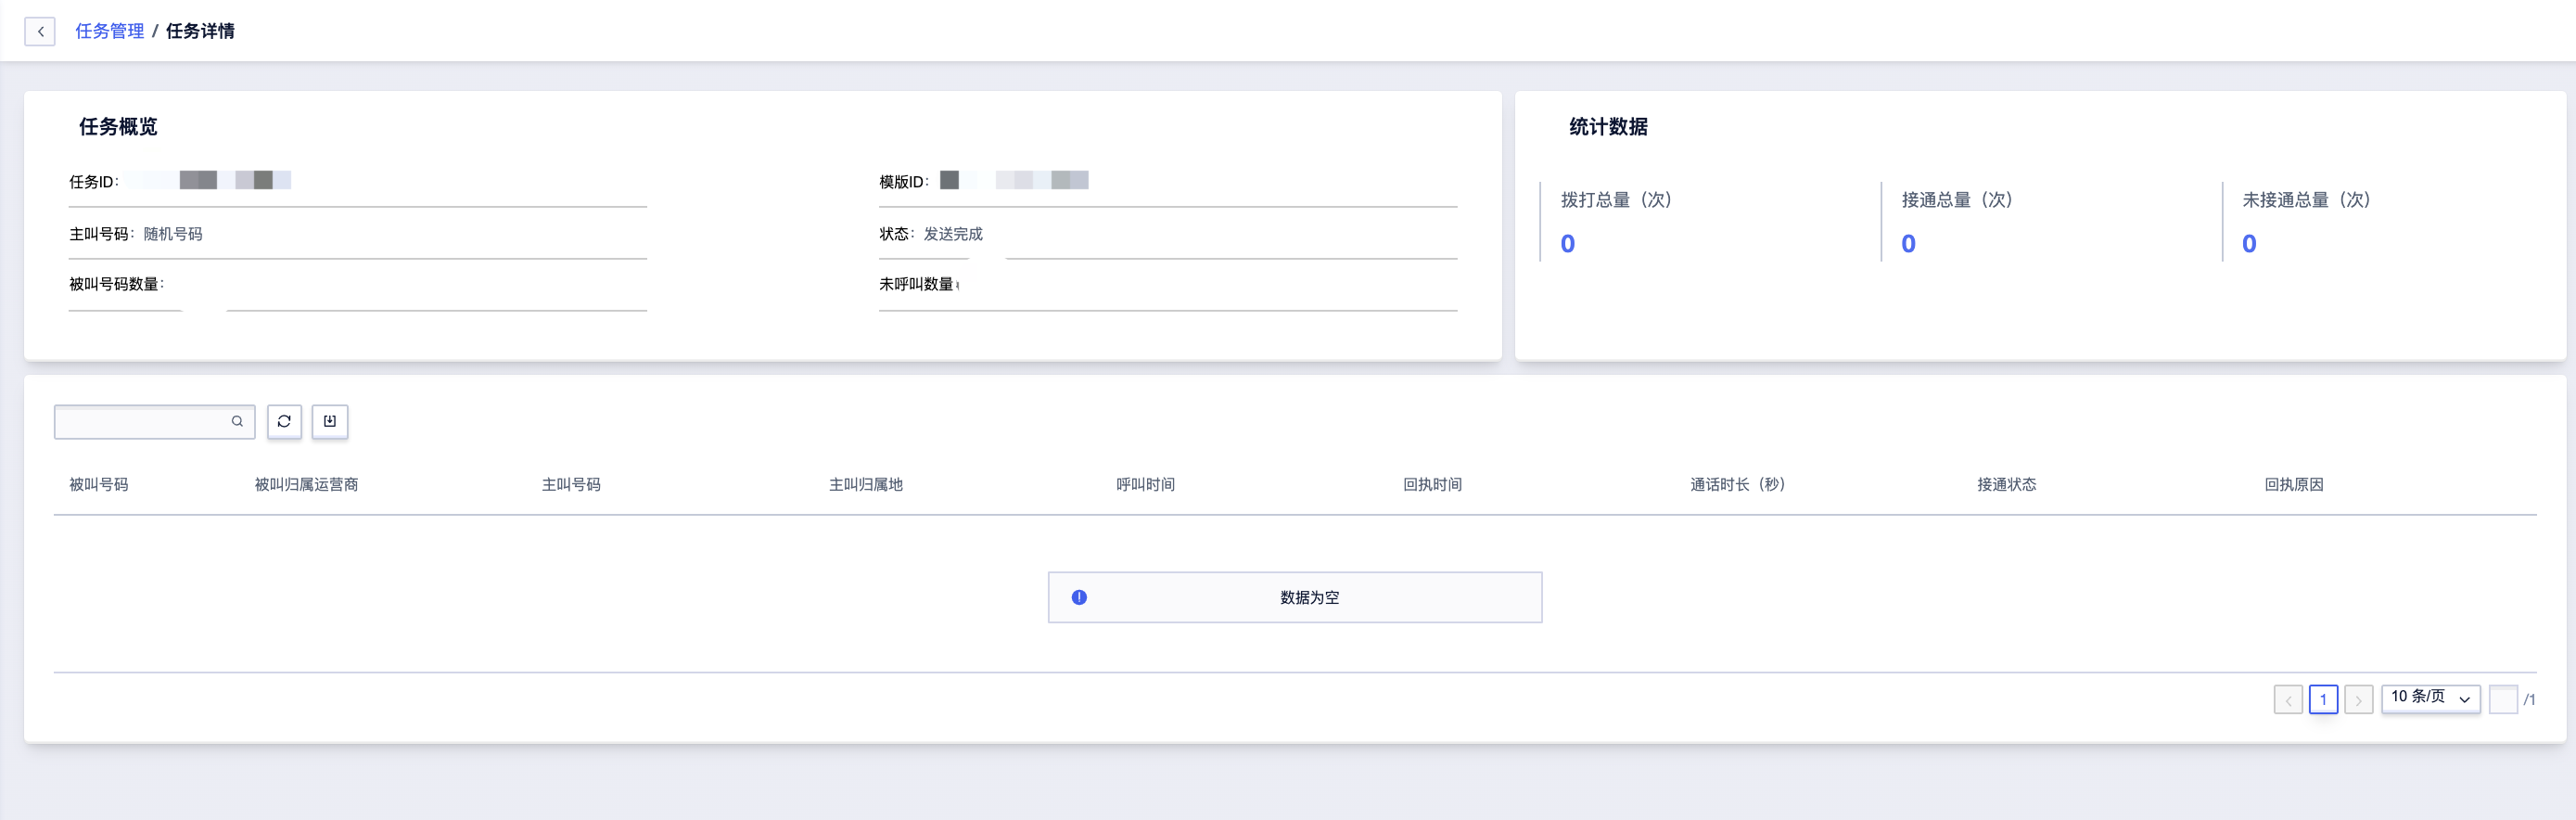 任务管理 / 任务详情
任务概览
任务ID：
模版ID：
主叫号码：随机号码
状态：发送完成
被叫号码数量：
未呼叫数量
统计数据
拨打总量（次）
0
接通总量（次）
0
未接通总量（次）
0
被叫号码 被叫归属运营商 主叫号码 主叫归属地 呼叫时间 回执时间 通话时长（秒） 接通状态 回执原因
数据为空
1 10 条/页 /1